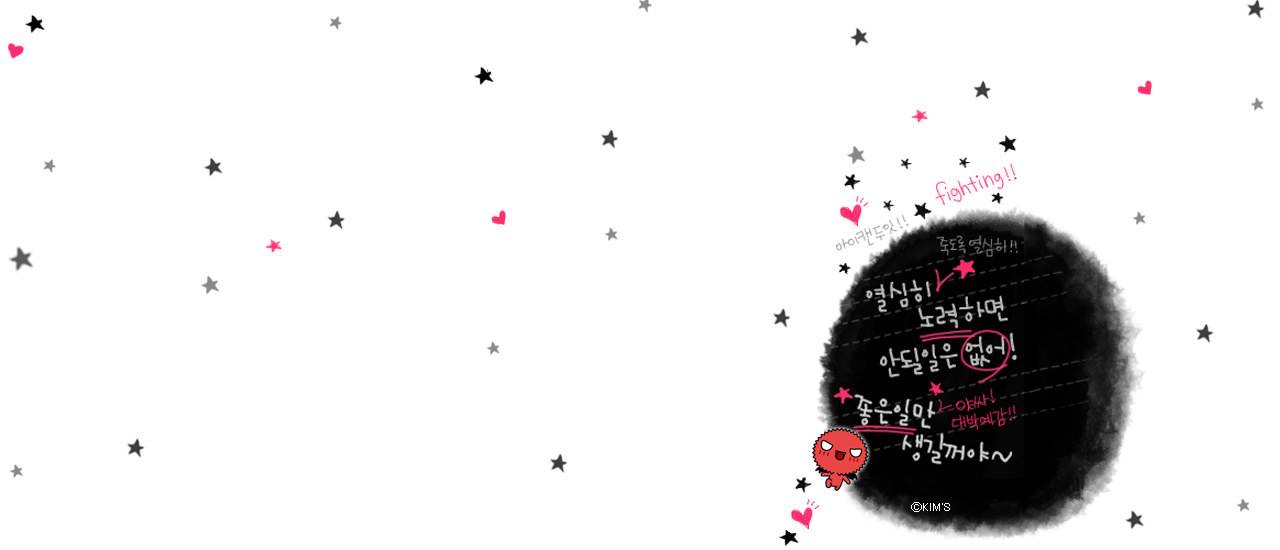 fighting!!
아이캔두잇!!
죽도록 열심히!!
열심히
노력하면
안될일은 없어!
좋은일만
아싸!
대박예감!!
생길꺼야~
©KIM'S